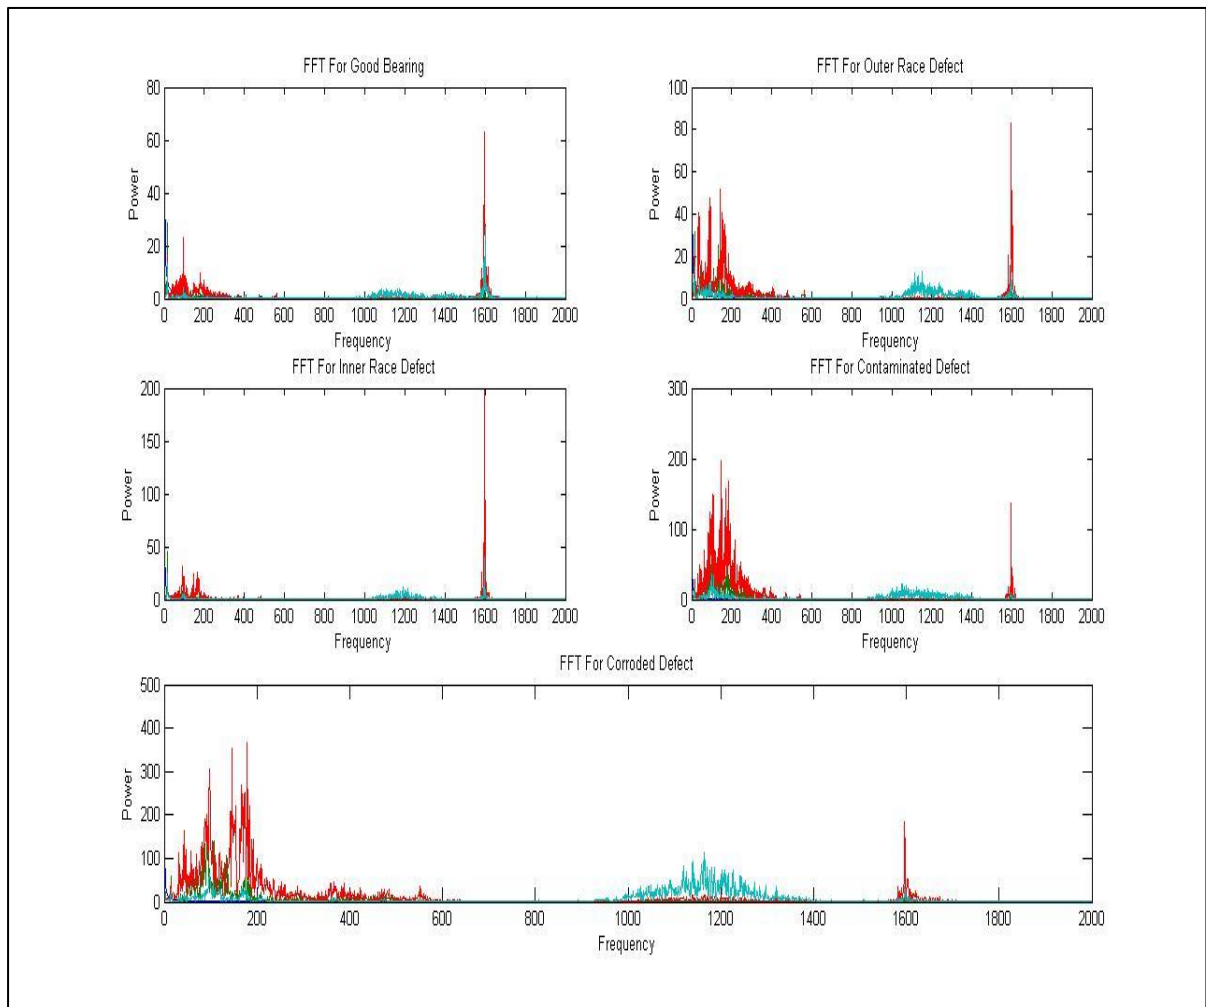 FFT For Good Bearing
80
60
40
20
0
Power
0 200 400 600 800 1000 1200 1400 1600 1800 2000
Frequency
FFT For Outer Race Defect
100
80
60
40
20
0
Power
0 200 400 600 800 1000 1200 1400 1600 1800 2000
Frequency
FFT For Inner Race Defect
200
150
100
50
0
Power
0 200 400 600 800 1000 1200 1400 1600 1800 2000
Frequency
FFT For Contaminated Defect
300
200
100
0
Power
0 200 400 600 800 1000 1200 1400 1600 1800 2000
Frequency
FFT For Corroded Defect
500
400
300
200
100
0
Power
0 200 400 600 800 1000 1200 1400 1600 1800 2000
Frequency